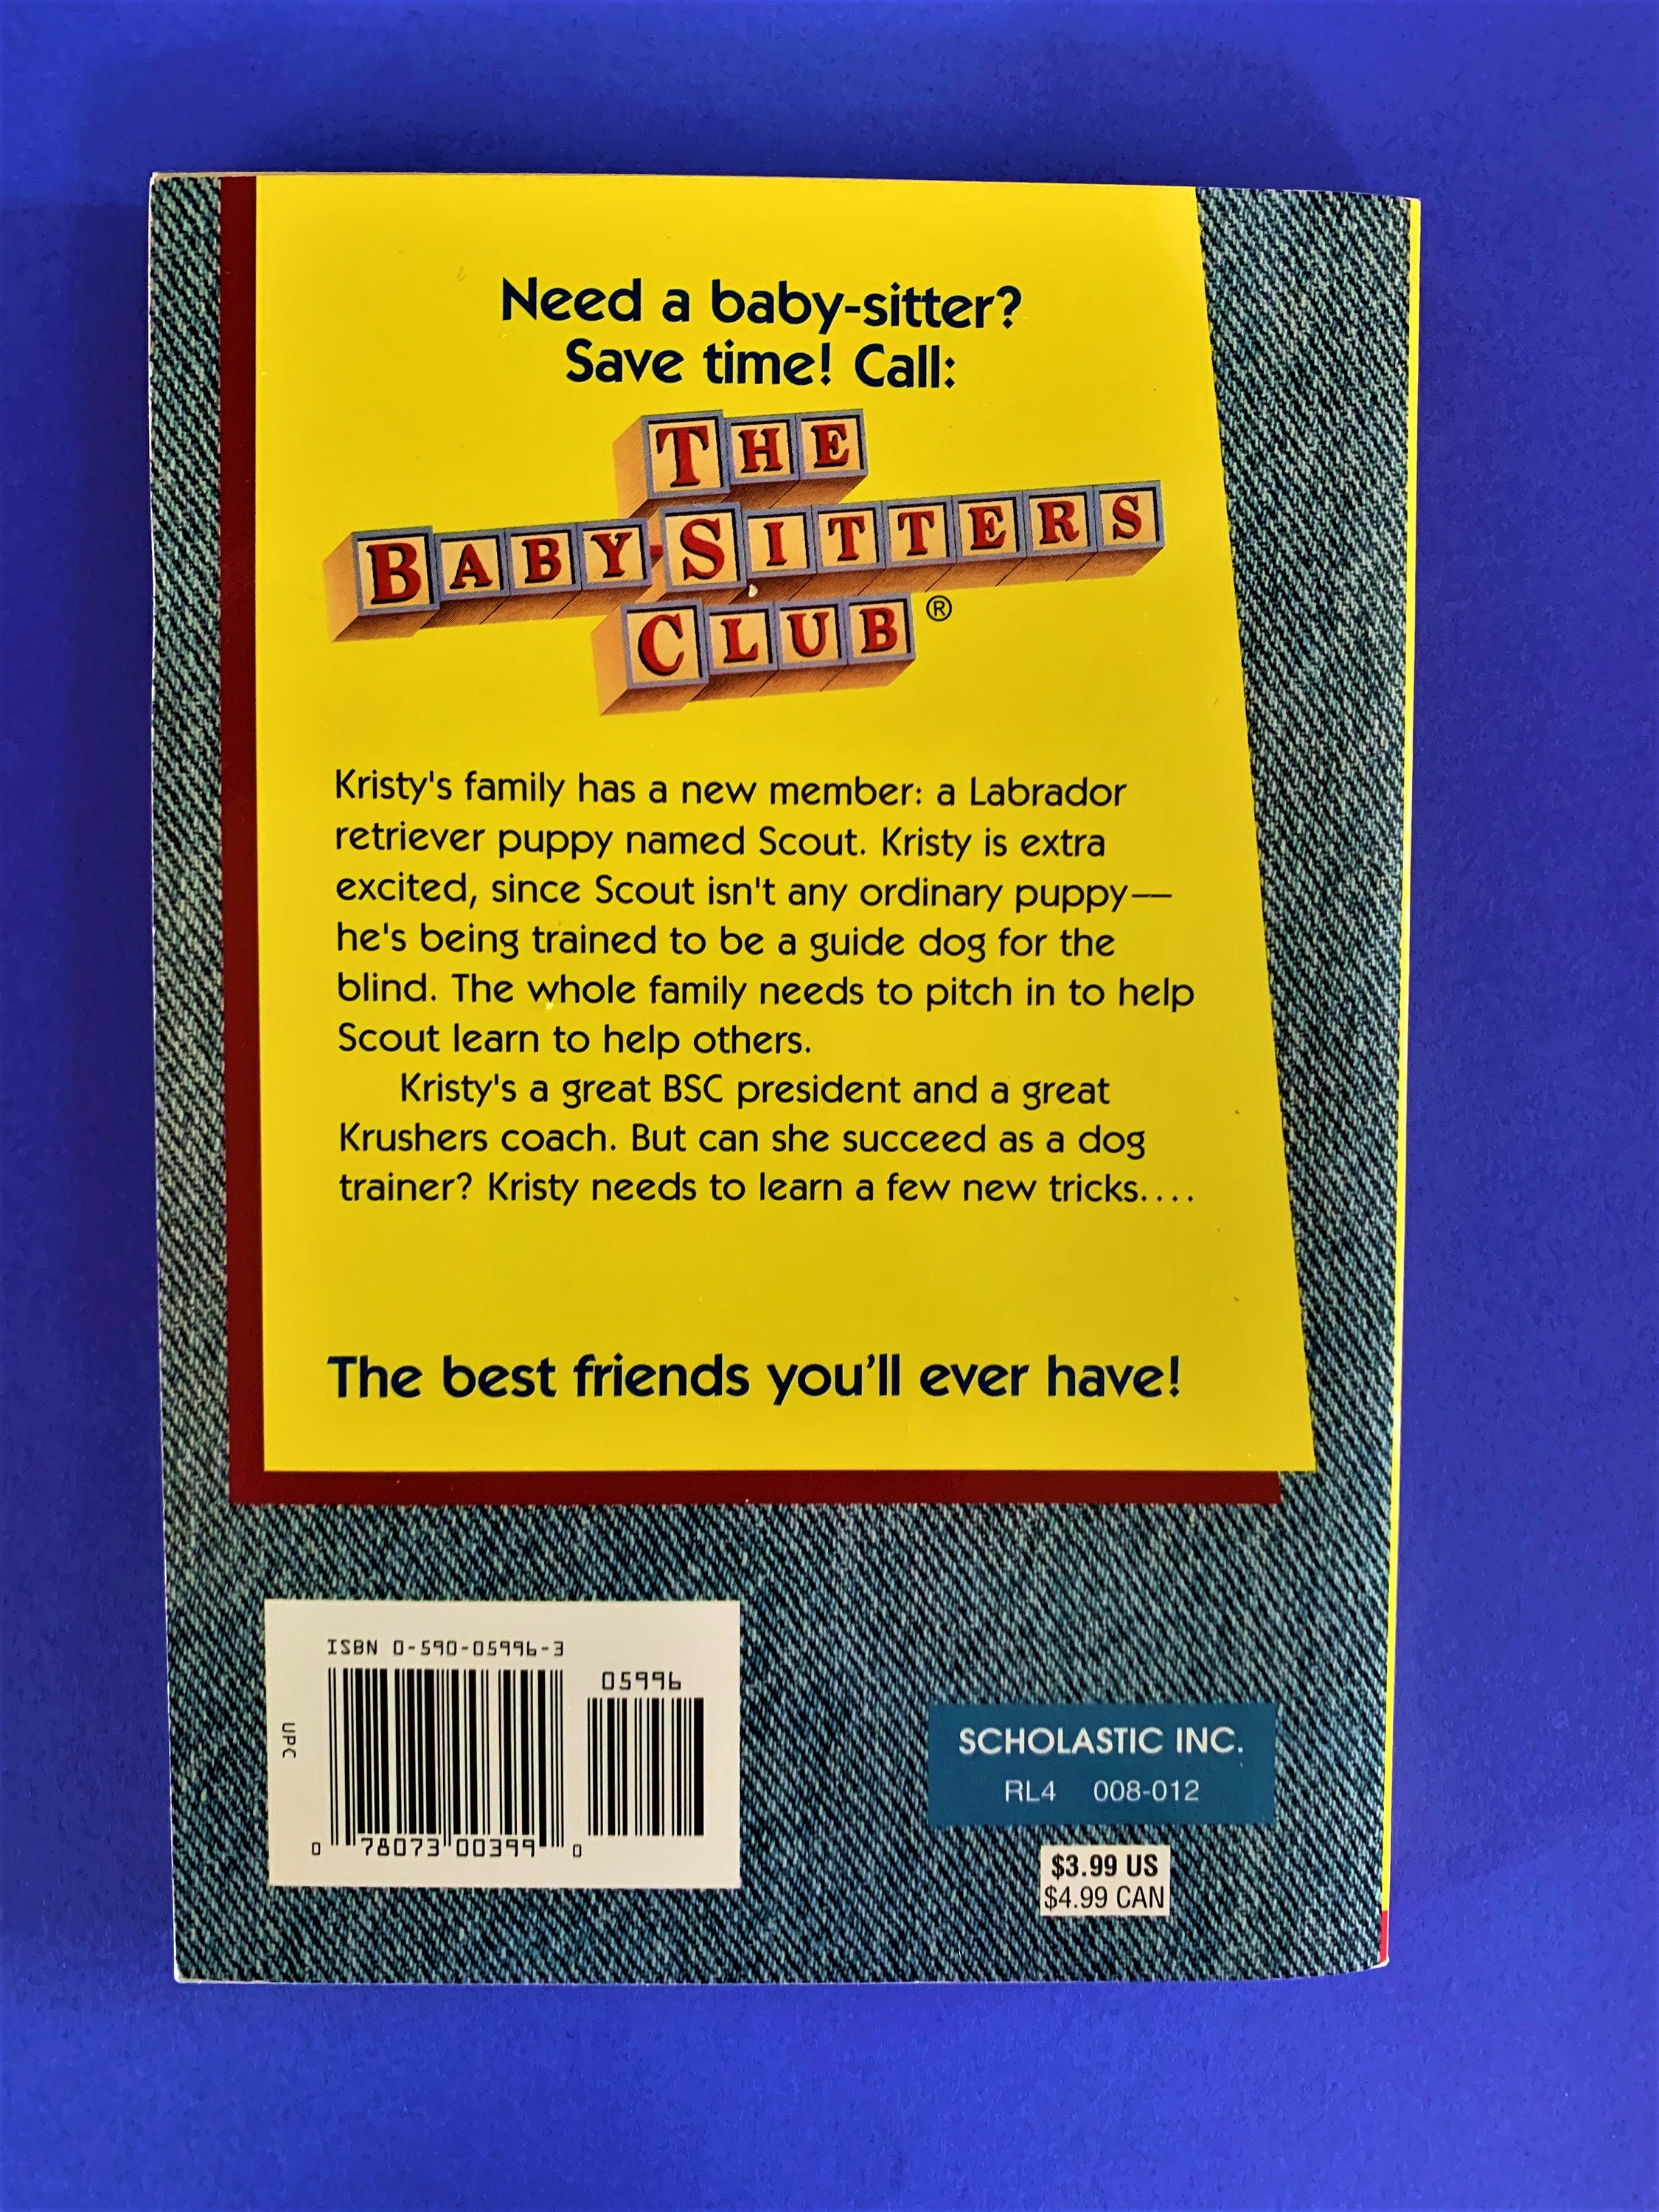 Need a baby-sitter?
Save time! Call:
THE
BABY-SITTERS
CLUB®
Kristy's family has a new member: a Labrador
retriever puppy named Scout. Kristy is extra
excited, since Scout isn't any ordinary puppy—
he's being trained to be a guide dog for the
blind. The whole family needs to pitch in to help
Scout learn to help others.
Kristy's a great BSC president and a great
Krushers coach. But can she succeed as a dog
trainer? Kristy needs to learn a few new tricks....
The best friends you'll ever have!
ISBN 0-590-05996-3
05996
UPC
0 78073 00399 0
SCHOLASTIC INC.
RL4 008-012
$3.99 US
$4.99 CAN